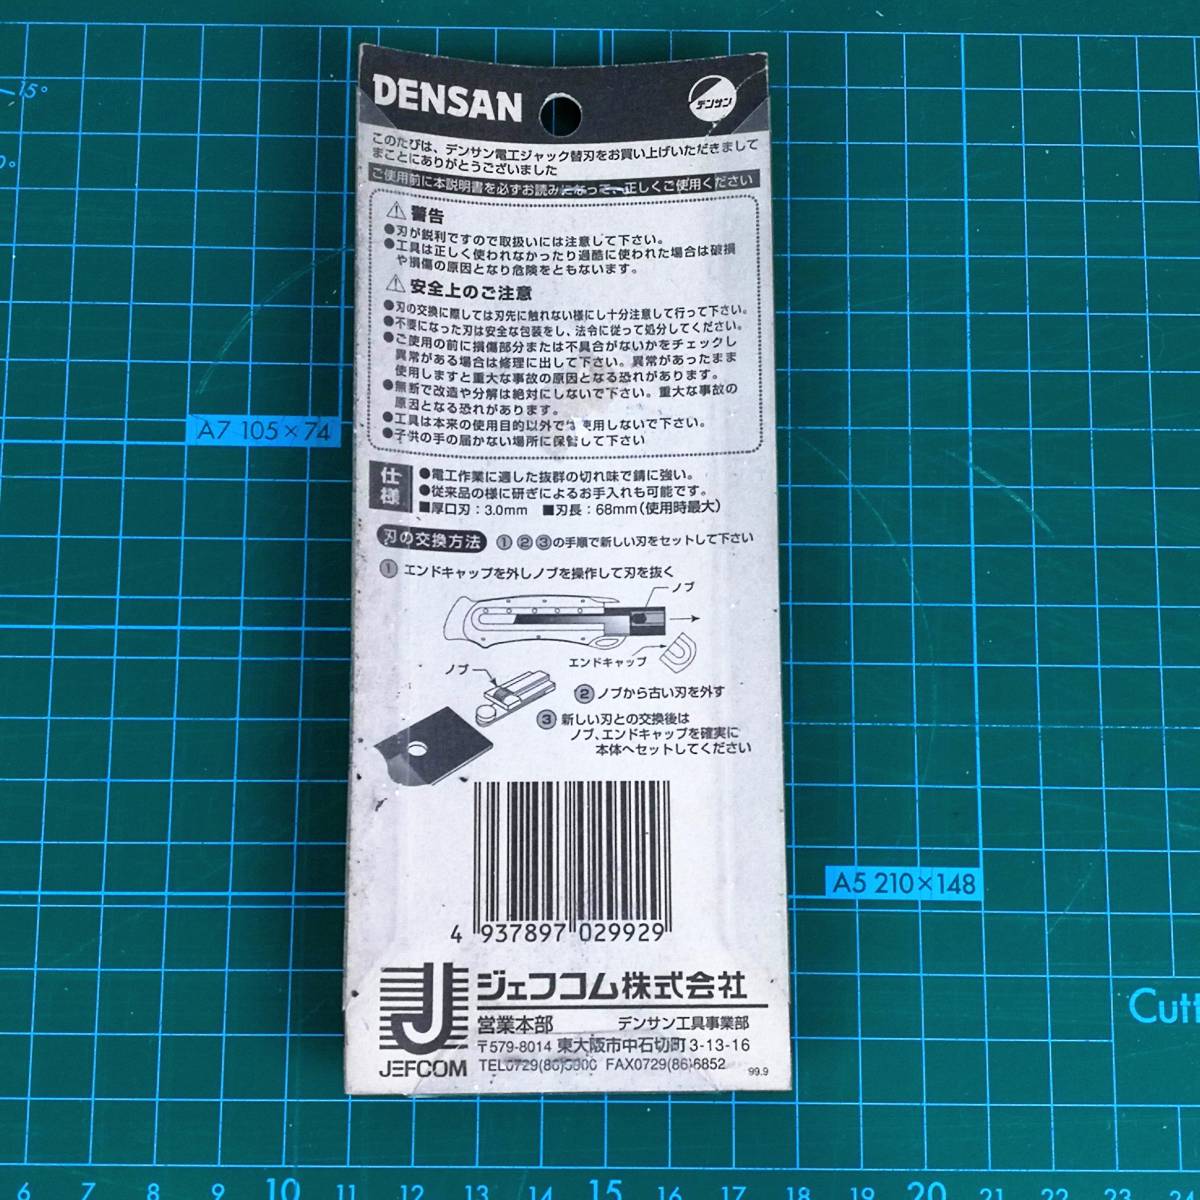 DENSAN
デンサン
このたびは、デンサン電工ジャック替刃をお買い上げいただきまして
まことにありがとうございました
ご使用前に本説明書を必ずお読みになって、正しくご使用ください
⚠警告
●刃が鋭利ですので取扱いには注意して下さい。
●工具は正しく使われなかったり過酷に使われた場合は破損
や損傷の原因となり危険をともないます。
⚠安全上のご注意
●刃の交換に際しては刃先に触れない様にし十分注意して行って下さい。
●不要になった刃は安全な包装をし、法令に従って処分してください。
●ご使用の前に損傷部分または不具合がないかをチェックし
異常がある場合は修理に出して下さい。異常があったまま
使用しますと重大な事故の原因となる恐れがあります。
●無断で改造や分解は絶対にしないで下さい。重大な事故の
原因となる恐れがあります。
●工具は本来の使用目的以外で 使用しないで下さい。
●子供の手の届かない場所に保管して下さい
仕様
●電工作業に適した抜群の切れ味で錆に強い。
●従来品の様に研ぎによるお手入れも可能です。
■厚口刃：3.0mm ■刃長：68mm（使用時最大）
刃の交換方法 ①②③の手順で新しい刃をセットして下さい
① エンドキャップを外しノブを操作して刃を抜く
ノブ
エンドキャップ
ノブ
② ノブから古い刃を外す
③ 新しい刃との交換後は
ノブ、エンドキャップを確実に
本体へセットしてください
4 937897 029929
J
JEFCOM
ジェフコム株式会社
営業本部 デンサン工具事業部
〒579-8014 東大阪市中石切町3-13-16
FAX0729(86)6852
99.9
15°
0°
A7 105×74
A5 210×148
Cutt
6 7 8 9 10 11 12 13 14 15 16 17 18 19 20 21 22 23 24